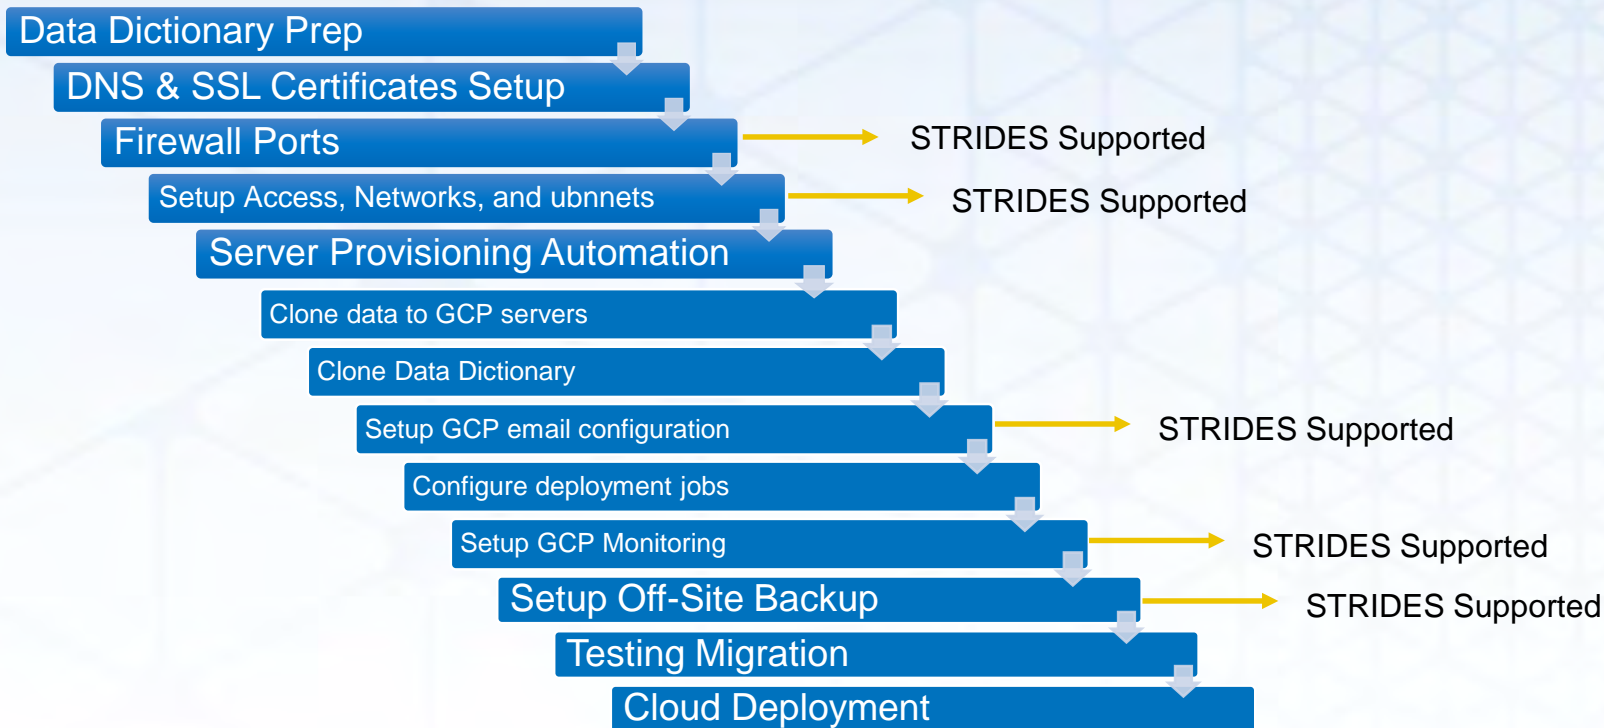 Data Dictionary Prep
DNS & SSL Certificates Setup
Firewall Ports
STRIDES Supported
Setup Access, Networks, and ubnnets
STRIDES Supported
Server Provisioning Automation
Clone data to GCP servers
Clone Data Dictionary
Setup GCP email configuration
STRIDES Supported
Configure deployment jobs
Setup GCP Monitoring
STRIDES Supported
Setup Off-Site Backup
STRIDES Supported
Testing Migration
Cloud Deployment